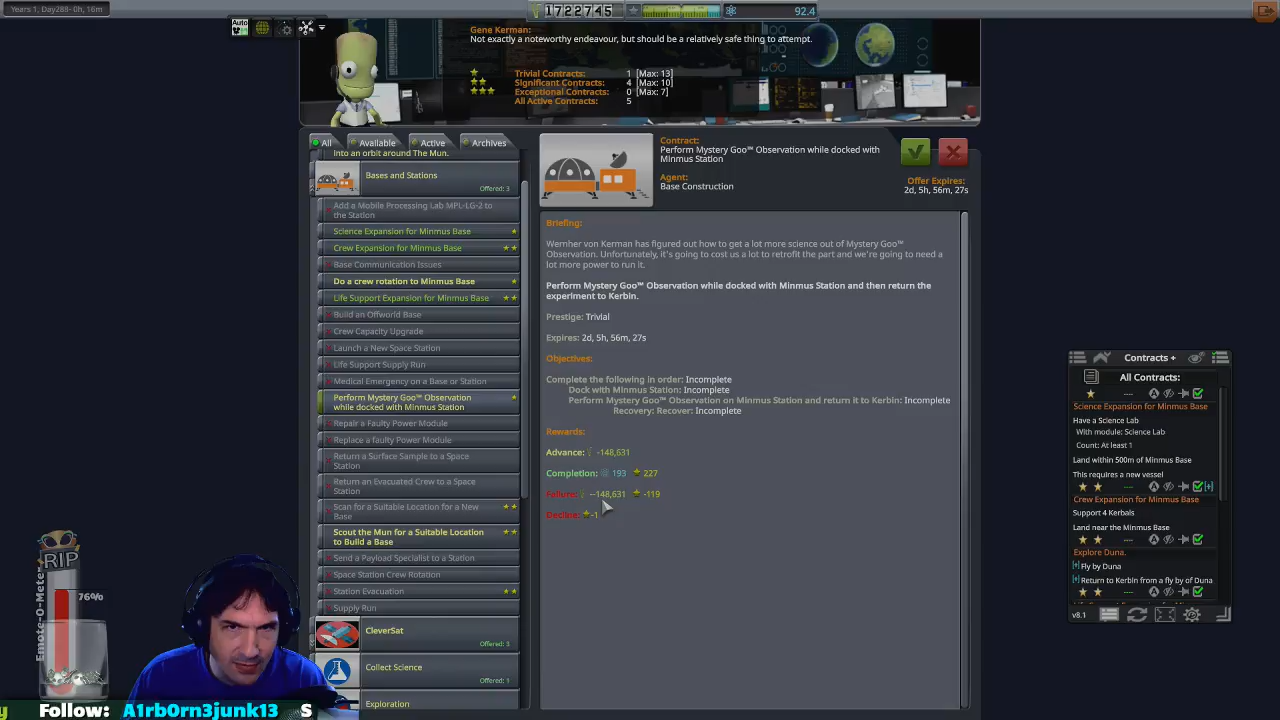 Years 1, Day288- 0h, 16m
1722745
92.4
Auto
Gene Kerman:
Not exactly a noteworthy endeavour, but should be a relatively safe thing to attempt.
Trivial Contracts: 1 [Max: 13]
Significant Contracts: 4 [Max: 10]
Exceptional Contracts: 0 [Max: 7]
All Active Contracts: 5
All
Available
Active
Archives
into an orbit around The Mun.
Bases and Stations
Offered: 3
Add a Mobile Processing Lab MPL-LG-2 to
the Station
Science Expansion for Minmus Base
Crew Expansion for Minmus Base
Base Communication Issues
Do a crew rotation to Minmus Base
Life Support Expansion for Minmus Base
Build an Offworld Base
Crew Capacity Upgrade
Launch a New Space Station
Life Support Supply Run
Medical Emergency on a Base or Station
Perform Mystery Goo™ Observation
while docked with Minmus Station
Repair a Faulty Power Module
Replace a faulty Power Module
Return a Surface Sample to a Space
Station
Return an Evacuated Crew to a Space
Station
Scan for a Suitable Location for a New
Base
Scout the Mun for a Suitable Location
to Build a Base
Send a Payload Specialist to a Station
Space Station Crew Rotation
Station Evacuation
Supply Run
CleverSat
Offered: 3
Collect Science
Offered: 1
Exploration
Contract:
Perform Mystery Goo™ Observation while docked with
Minmus Station
Agent:
Base Construction
Offer Expires:
2d, 5h, 56m, 27s
Briefing:
Wernher von Kerman has figured out how to get a lot more science out of Mystery Goo™
Observation. Unfortunately, it's going to cost us a lot to retrofit the part and we're going to need a
lot more power to run it.
Perform Mystery Goo™ Observation while docked with Minmus Station and then return the
experiment to Kerbin.
Prestige: Trivial
Expires: 2d, 5h, 56m, 27s
Objectives:
Complete the following in order: Incomplete
Dock with Minmus Station: Incomplete
Perform Mystery Goo™ Observation on Minmus Station and return it to Kerbin: Incomplete
Recovery: Recover: Incomplete
Rewards:
Advance: -148,631
Completion: 193 227
Failure: --148,631 -119
Decline: -1
Contracts +
All Contracts:
Science Expansion for Minmus Base
Have a Science Lab
With module: Science Lab
Count: At least 1
Land within 500m of Minmus Base
This requires a new vessel
Crew Expansion for Minmus Base
Support 4 Kerbals
Land near the Minmus Base
Explore Duna.
[+] Fly by Duna
[+] Return to Kerbin from a fly by of Duna
v8.1
RIP
76%
Emote-O-Meter
y Follow: A1rb0rn3junk13 S